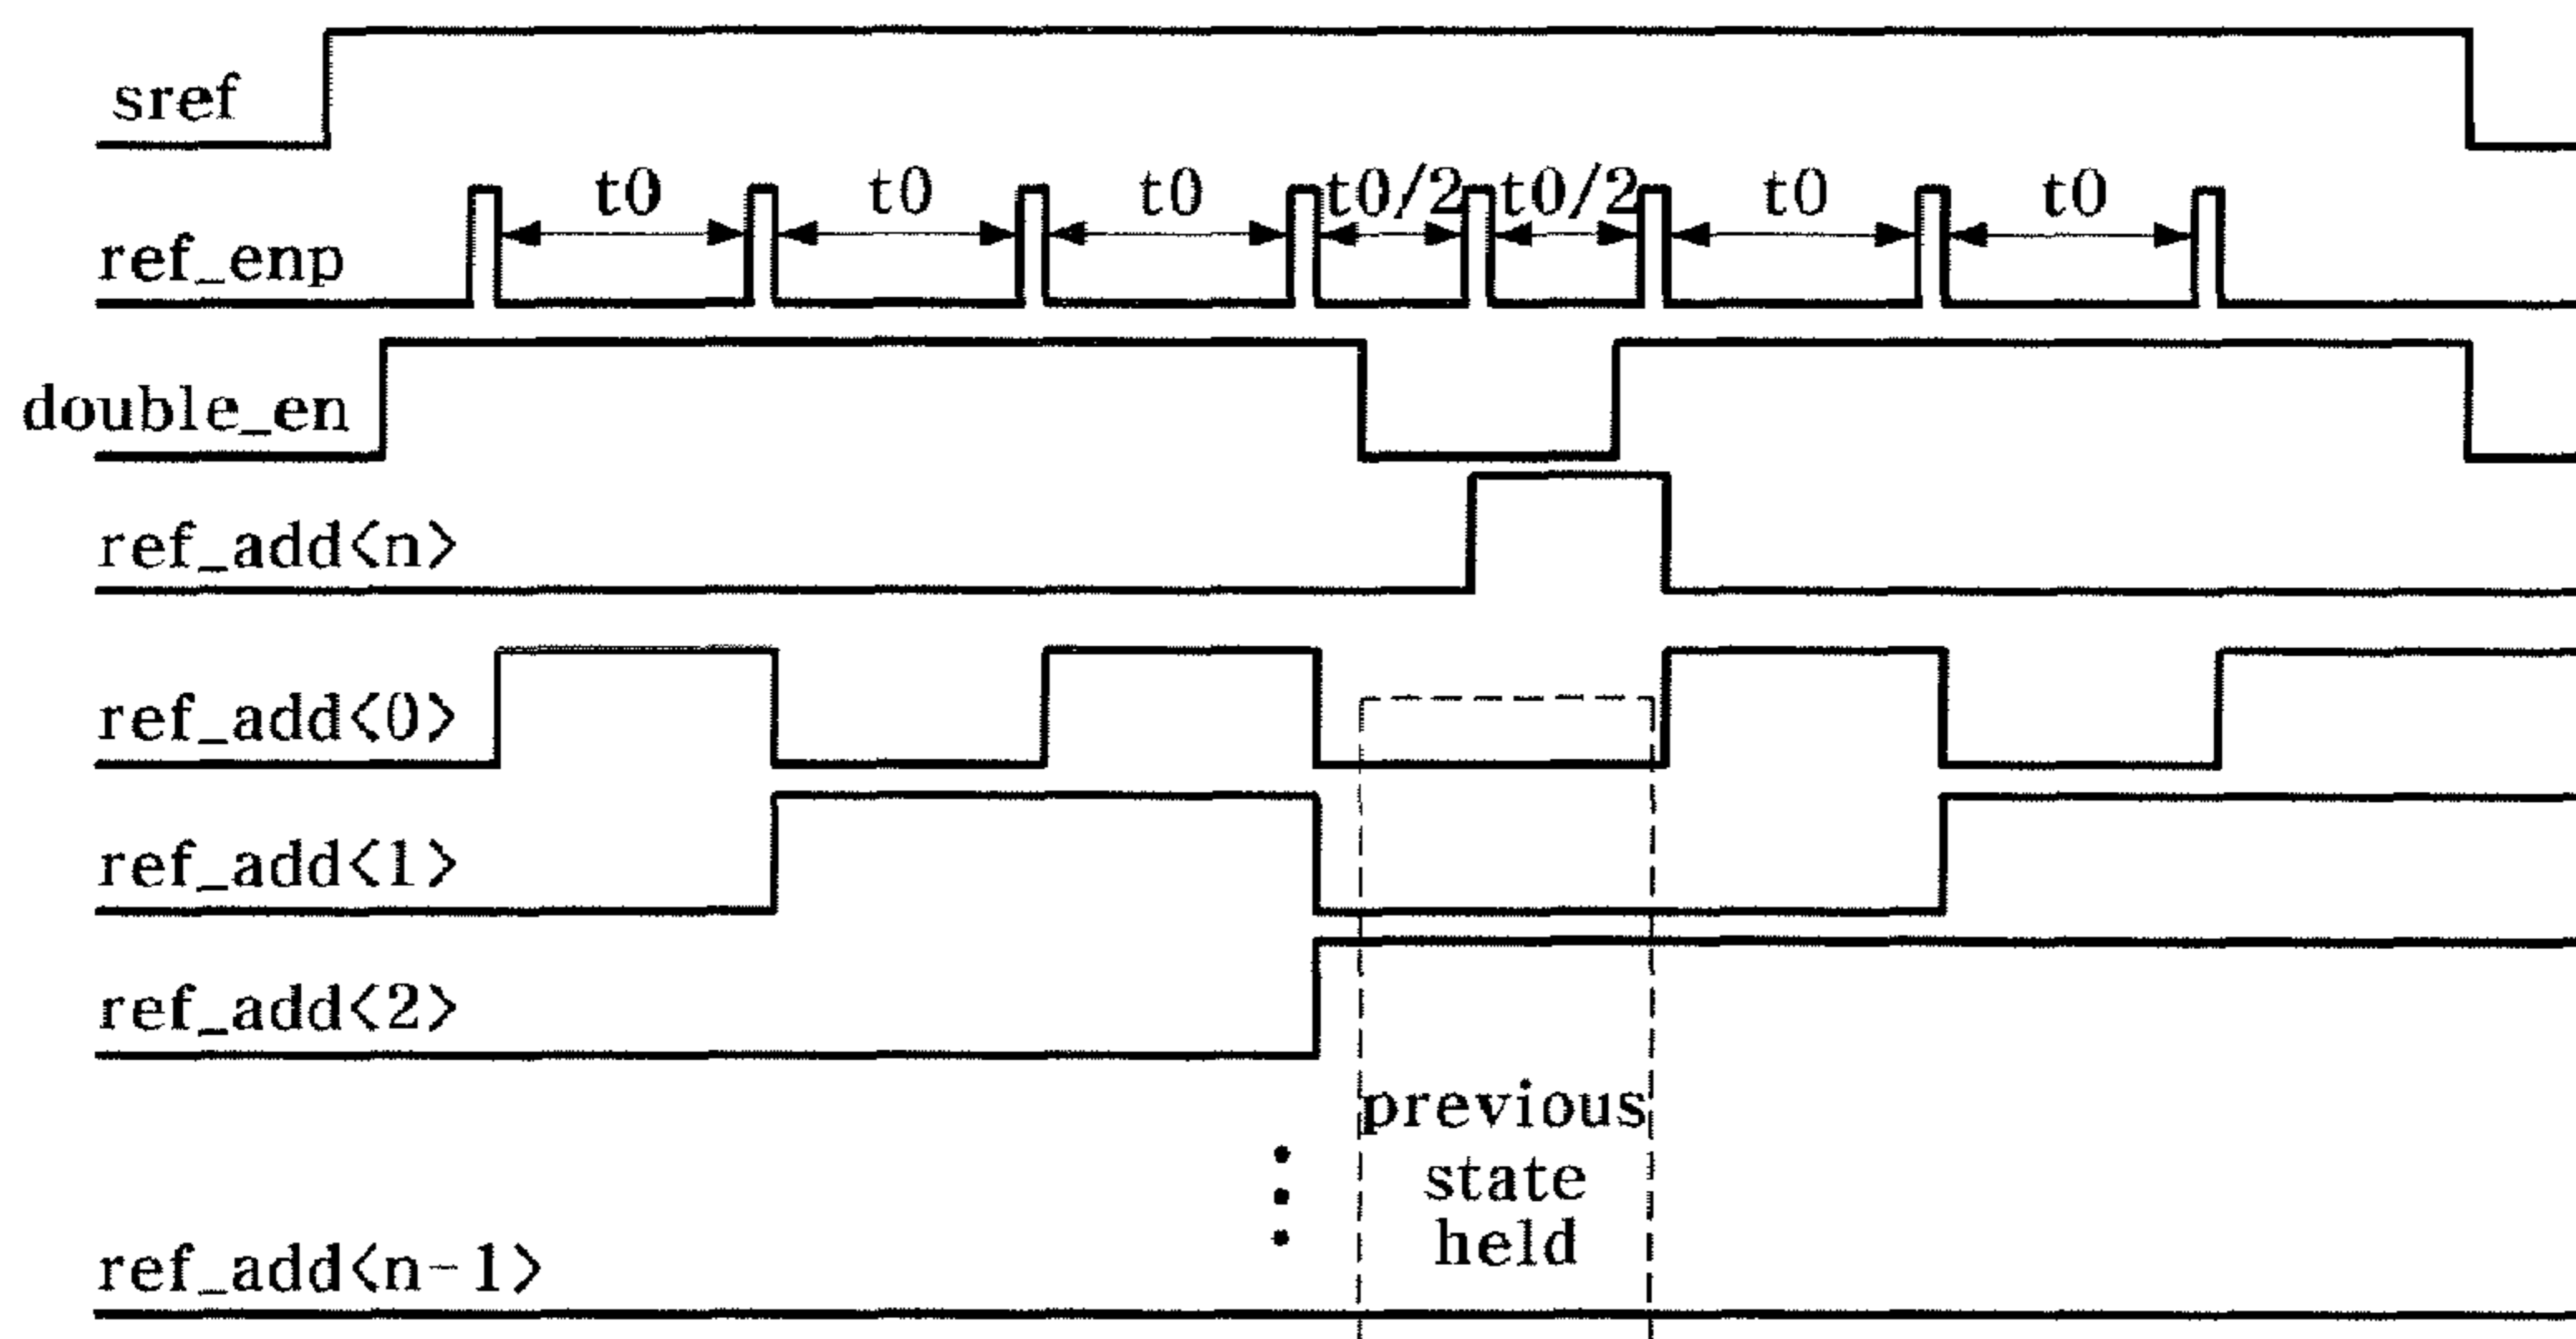 sref
t0 t0 t0 t0/2 t0/2 t0 t0
ref_enp
double_en
ref_add<n>
ref_add<0>
ref_add<1>
ref_add<2>
previous
state
held
ref_add<n-1>